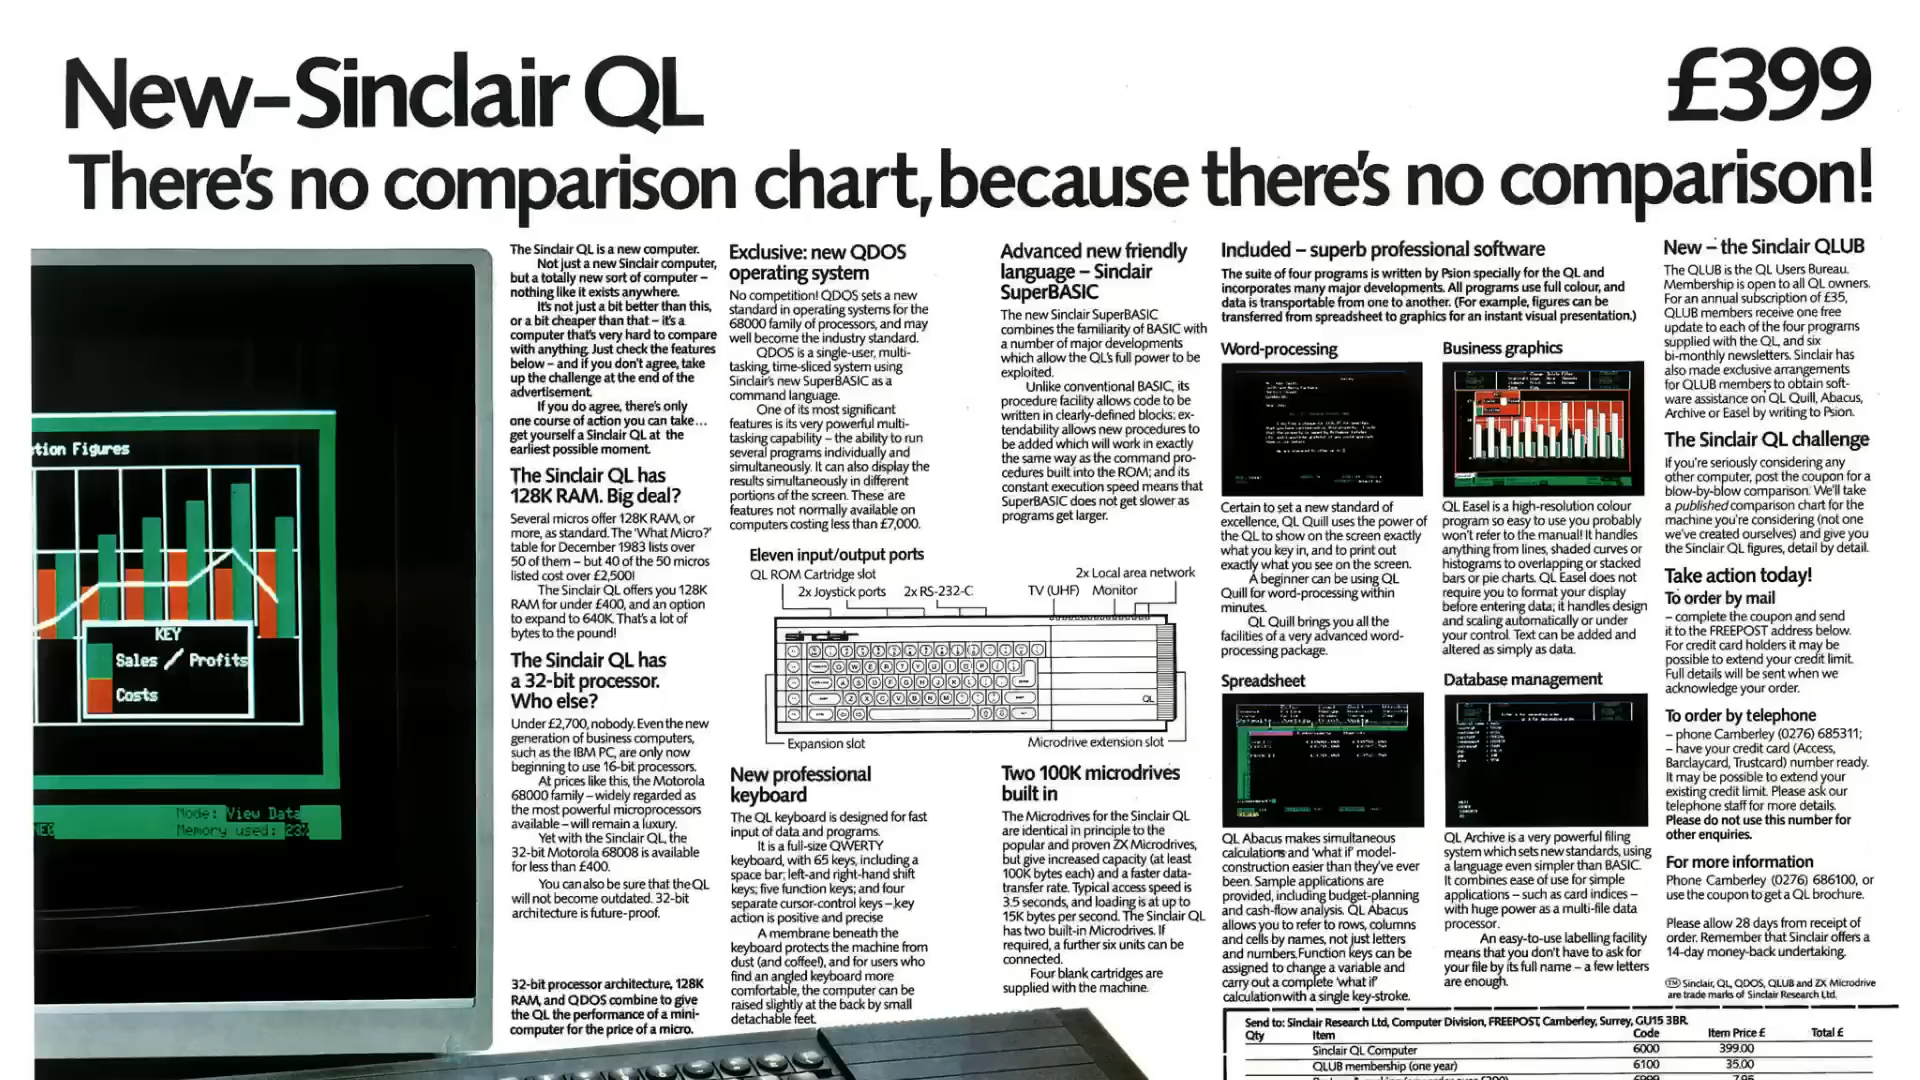 New–Sinclair QL
£399
There's no comparison chart, because there's no comparison!
tion Figures
KEY
Sales / Profits
Costs
Mode: View Data
Memory used: 23%
The Sinclair QL is a new computer.
Not just a new Sinclair computer,
but a totally new sort of computer –
nothing like it exists anywhere.
It's not just a bit better than this,
or a bit cheaper than that – it's a
computer that's very hard to compare
with anything. Just check the features
below – and if you don't agree, take
up the challenge at the end of the
advertisement.
If you do agree, there's only
one course of action you can take...
get yourself a Sinclair QL at the
earliest possible moment.
The Sinclair QL has
128K RAM. Big deal?
Several micros offer 128K RAM, or
more, as standard. The 'What Micro?'
table for December 1983 lists over
50 of them – but 40 of the 50 micros
listed cost over £2,500!
The Sinclair QL offers you 128K
RAM for under £400, and an option
to expand to 640K. That's a lot of
bytes to the pound!
The Sinclair QL has
a 32-bit processor.
Who else?
Under £2,700, nobody. Even the new
generation of business computers,
such as the IBM PC, are only now
beginning to use 16-bit processors.
At prices like this, the Motorola
68000 family – widely regarded as
the most powerful microprocessors
available – will remain a luxury.
Yet with the Sinclair QL, the
32-bit Motorola 68008 is available
for less than £400.
You can also be sure that the QL
will not become outdated. 32-bit
architecture is future-proof.
32-bit processor architecture, 128K
RAM, and QDOS combine to give
the QL the performance of a mini-
computer for the price of a micro.
Exclusive: new QDOS
operating system
No competition! QDOS sets a new
standard in operating systems for the
68000 family of processors, and may
well become the industry standard.
QDOS is a single-user, multi-
tasking, time-sliced system using
Sinclair's new SuperBASIC as a
command language.
One of its most significant
features is its very powerful multi-
tasking capability – the ability to run
several programs individually and
simultaneously. It can also display the
results simultaneously in different
portions of the screen. These are
features not normally available on
computers costing less than £7,000.
Advanced new friendly
language – Sinclair
SuperBASIC
The new Sinclair SuperBASIC
combines the familiarity of BASIC with
a number of major developments
which allow the QL's full power to be
exploited.
Unlike conventional BASIC, its
procedure facility allows code to be
written in clearly-defined blocks; ex-
tendability allows new procedures to
be added which will work in exactly
the same way as the command pro-
cedures built into the ROM; and its
constant execution speed means that
SuperBASIC does not get slower as
programs get larger.
Eleven input/output ports
QL ROM Cartridge slot
2x Joystick ports
2x RS-232-C
TV (UHF)
Monitor
2x Local area network
sinclair
QL
Expansion slot
Microdrive extension slot
New professional
keyboard
The QL keyboard is designed for fast
input of data and programs.
It is a full-size QWERTY
keyboard, with 65 keys, including a
space bar; left-and right-hand shift
keys; five function keys; and four
separate cursor-control keys – key
action is positive and precise
A membrane beneath the
keyboard protects the machine from
dust (and coffee!), and for users who
find an angled keyboard more
comfortable, the computer can be
raised slightly at the back by small
detachable feet.
Two 100K microdrives
built in
The Microdrives for the Sinclair QL
are identical in principle to the
popular and proven ZX Microdrives,
but give increased capacity (at least
100K bytes each) and a faster data-
transfer rate. Typical access speed is
3.5 seconds, and loading is at up to
15K bytes per second. The Sinclair QL
has two built-in Microdrives. If
required, a further six units can be
connected.
Four blank cartridges are
supplied with the machine.
Included – superb professional software
The suite of four programs is written by Psion specially for the QL and
incorporates many major developments. All programs use full colour, and
data is transportable from one to another. (For example, figures can be
transferred from spreadsheet to graphics for an instant visual presentation.)
Word-processing
Certain to set a new standard of
excellence, QL Quill uses the power of
the QL to show on the screen exactly
what you key in, and to print out
exactly what you see on the screen.
A beginner can be using QL
Quill for word-processing within
minutes.
QL Quill brings you all the
facilities of a very advanced word-
processing package.
Business graphics
QL Easel is a high-resolution colour
program so easy to use you probably
won't refer to the manual! It handles
anything from lines, shaded curves or
histograms to overlapping or stacked
bars or pie charts. QL Easel does not
require you to format your display
before entering data; it handles design
and scaling automatically or under
your control. Text can be added and
altered as simply as data.
Spreadsheet
QL Abacus makes simultaneous
calculations and 'what if' model-
construction easier than they've ever
been. Sample applications are
provided, including budget-planning
and cash-flow analysis. QL Abacus
allows you to refer to rows, columns
and cells by names, not just letters
and numbers. Function keys can be
assigned to change a variable and
carry out a complete 'what if'
calculation with a single key-stroke.
Database management
QL Archive is a very powerful filing
system which sets new standards, using
a language even simpler than BASIC.
It combines ease of use for simple
applications – such as card indices –
with huge power as a multi-file data
processor.
An easy-to-use labelling facility
means that you don't have to ask for
your file by its full name – a few letters
are enough.
New – the Sinclair QLUB
The QLUB is the QL Users Bureau.
Membership is open to all QL owners.
For an annual subscription of £35,
QLUB members receive one free
update to each of the four programs
supplied with the QL, and six
bi-monthly newsletters. Sinclair has
also made exclusive arrangements
for QLUB members to obtain soft-
ware assistance on QL Quill, Abacus,
Archive or Easel by writing to Psion.
The Sinclair QL challenge
If you're seriously considering any
other computer, post the coupon for a
blow-by-blow comparison. We'll take
a published comparison chart for the
machine you're considering (not one
we've created ourselves) and give you
the Sinclair QL figures, detail by detail.
Take action today!
To order by mail
– complete the coupon and send
it to the FREEPOST address below.
For credit card holders it may be
possible to extend your credit limit.
Full details will be sent when we
acknowledge your order.
To order by telephone
– phone Camberley (0276) 685311;
– have your credit card (Access,
Barclaycard, Trustcard) number ready.
It may be possible to extend your
existing credit limit. Please ask our
telephone staff for more details.
Please do not use this number for
other enquiries.
For more information
Phone Camberley (0276) 686100, or
use the coupon to get a QL brochure.
Please allow 28 days from receipt of
order. Remember that Sinclair offers a
14-day money-back undertaking.
™ Sinclair, QL, QDOS, QLUB and ZX Microdrive
are trade marks of Sinclair Research Ltd.
Send to: Sinclair Research Ltd, Computer Division, FREEPOST, Camberley, Surrey, GU15 3BR.
Qty Item Code Item Price £ Total £
Sinclair QL Computer 6000 399.00
QLUB membership (one year) 6100 35.00